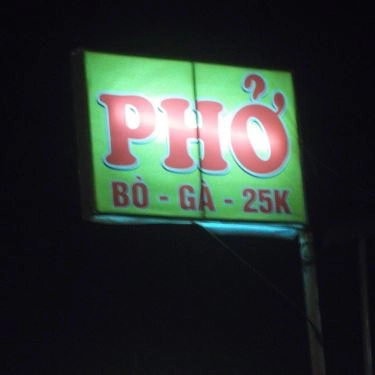 PHỞ
BÒ - GÀ - 25K